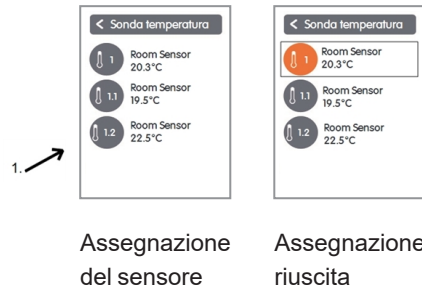 < Sonda temperatura
1 Room Sensor
20.3°C
1.1 Room Sensor
19.5°C
1.2 Room Sensor
22.5°C
1.
Assegnazione
del sensore
< Sonda temperatura
1 Room Sensor
20.3°C
1.1 Room Sensor
19.5°C
1.2 Room Sensor
22.5°C
Assegnazione
riuscita